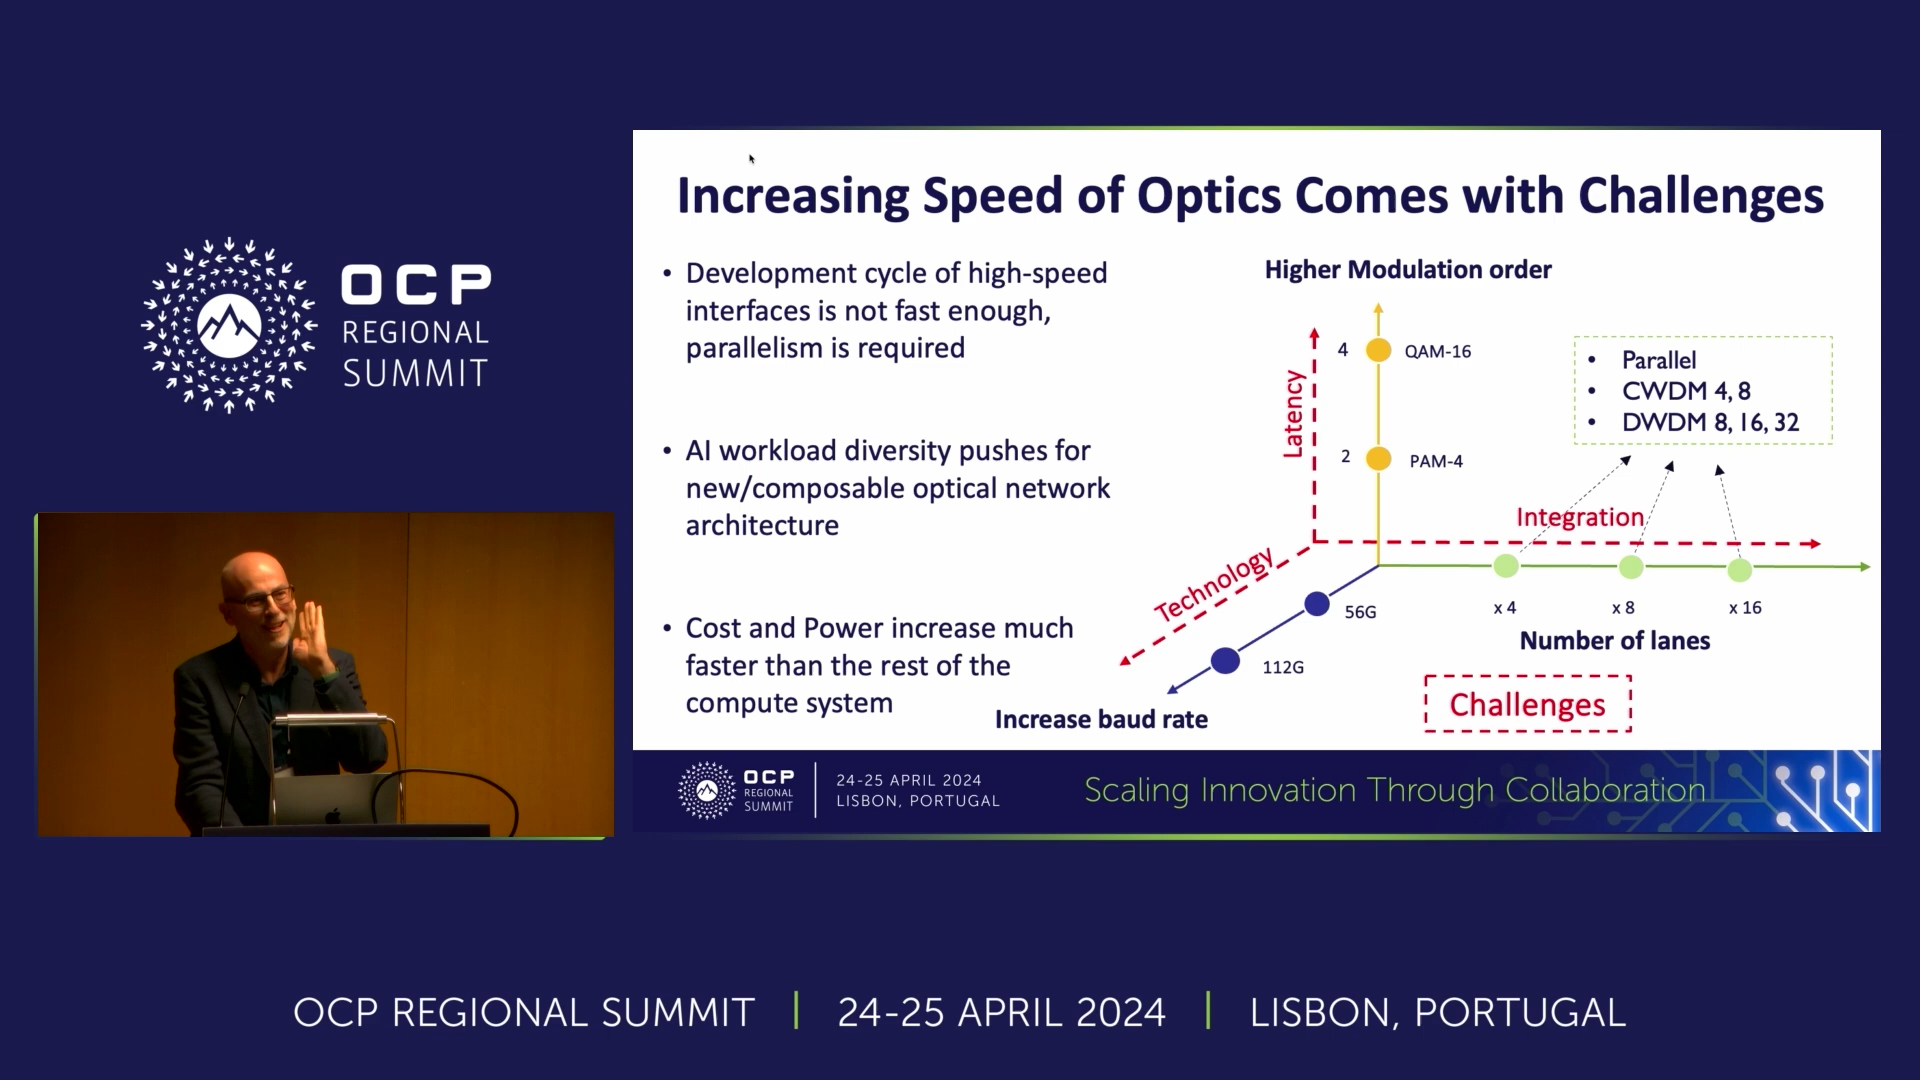 OCP
REGIONAL
SUMMIT
Increasing Speed of Optics Comes with Challenges
• Development cycle of high-speed
interfaces is not fast enough,
parallelism is required
• AI workload diversity pushes for
new/composable optical network
architecture
• Cost and Power increase much
faster than the rest of the
compute system
Higher Modulation order
4
QAM-16
2
PAM-4
Latency
• Parallel
• CWDM 4, 8
• DWDM 8, 16, 32
Integration
Technology
56G
112G
x 4
x 8
x 16
Number of lanes
Increase baud rate
Challenges
OCP
REGIONAL
SUMMIT
24-25 APRIL 2024
LISBON, PORTUGAL
Scaling Innovation Through Collaboration
OCP REGIONAL SUMMIT | 24-25 APRIL 2024 | LISBON, PORTUGAL